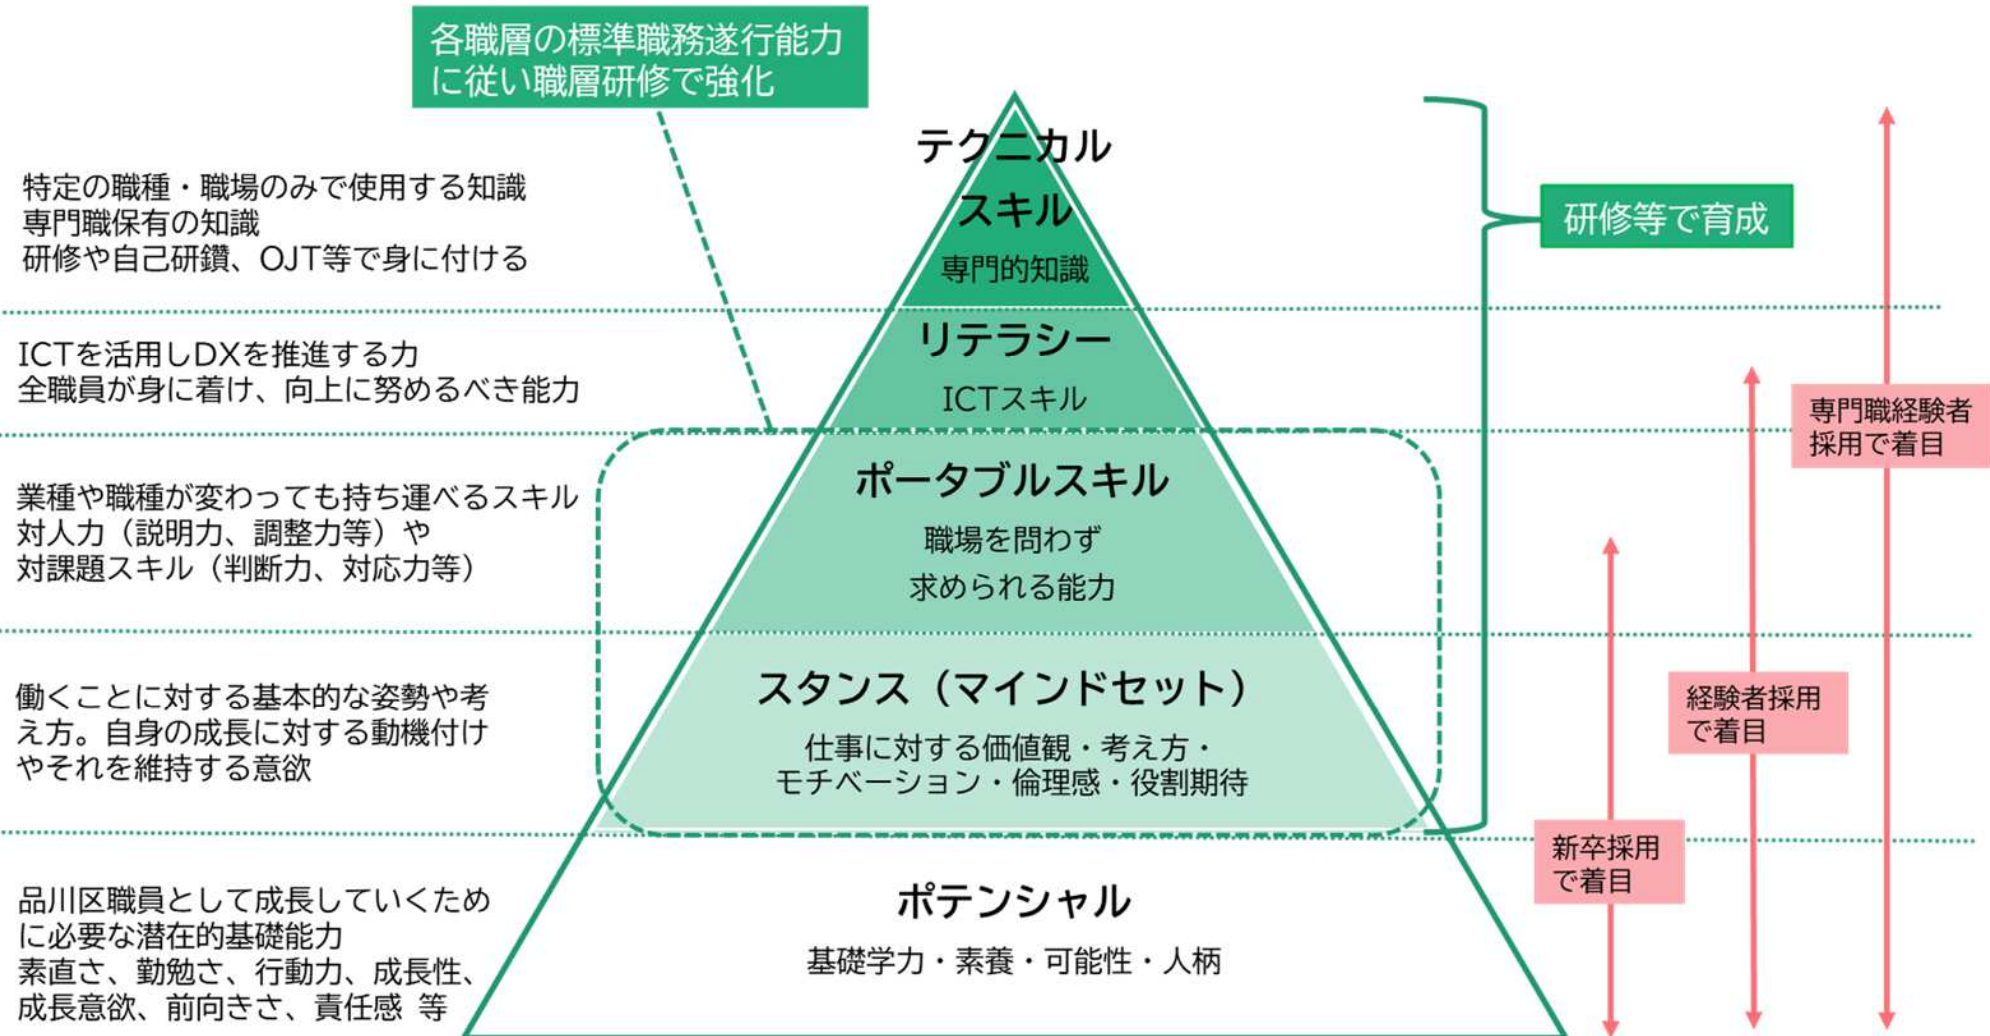 各職層の標準職務遂行能力
に従い職層研修で強化
特定の職種・職場のみで使用する知識
専門職保有の知識
研修や自己研鑽、OJT等で身に付ける
テクニカル
スキル
専門的知識
研修等で育成
ICTを活用しDXを推進する力
全職員が身に着け、向上に努めるべき能力
リテラシー
ICTスキル
専門職経験者
採用で着目
業種や職種が変わっても持ち運べるスキル
対人力（説明力、調整力等）や
対課題スキル（判断力、対応力等）
ポータブルスキル
職場を問わず
求められる能力
働くことに対する基本的な姿勢や考
え方。自身の成長に対する動機付け
やそれを維持する意欲
スタンス（マインドセット）
仕事に対する価値観・考え方・
モチベーション・倫理感・役割期待
経験者採用
で着目
新卒採用
で着目
品川区職員として成長していくため
に必要な潜在的基礎能力
素直さ、勤勉さ、行動力、成長性、
成長意欲、前向きさ、責任感 等
ポテンシャル
基礎学力・素養・可能性・人柄